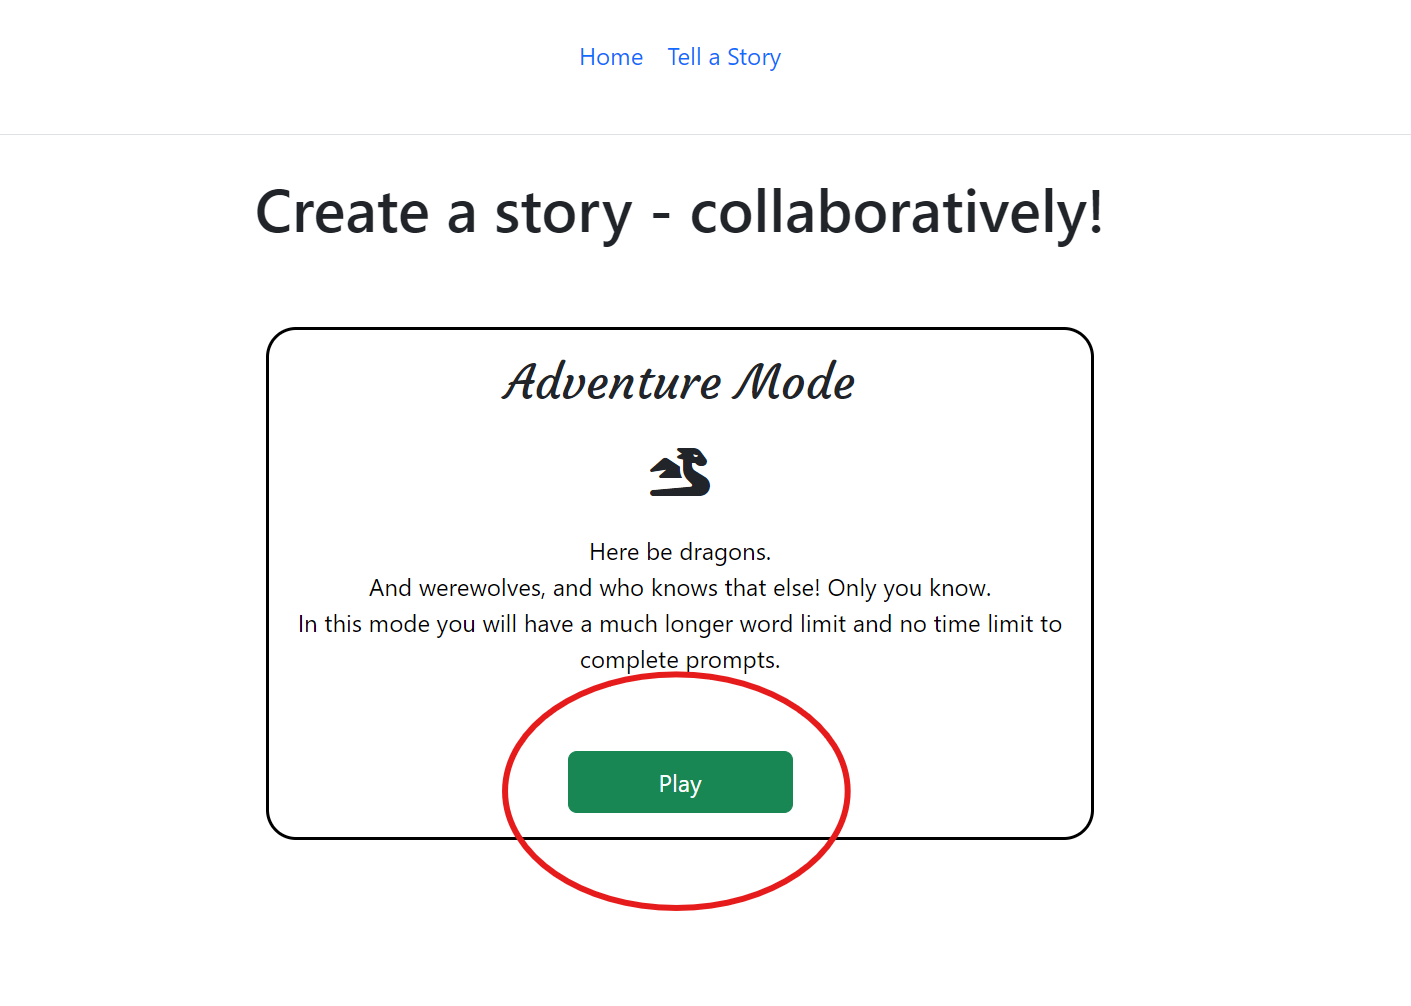 Home Tell a Story
Create a story - collaboratively!
Adventure Mode
Here be dragons.
And werewolves, and who knows that else! Only you know.
In this mode you will have a much longer word limit and no time limit to
complete prompts.
Play